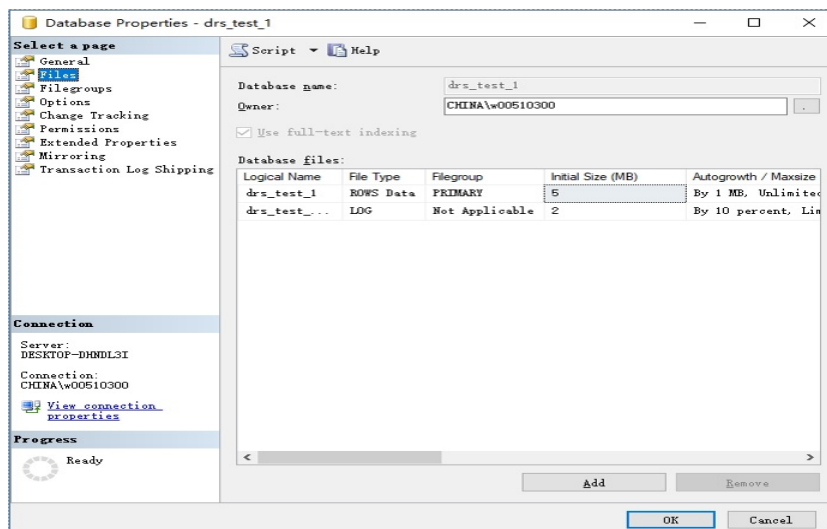 Database Properties - drs_test_1
Select a page
General
Files
Filegroups
Options
Change Tracking
Permissions
Extended Properties
Mirroring
Transaction Log Shipping
Script
Help
Database name:
drs_test_1
Owner:
CHINA\w00510300
.
Use full-text indexing
Database files:
Logical Name File Type Filegroup Initial Size (MB) Autogrowth / Maxsize
drs_test_1 ROWS Data PRIMARY 5 By 1 MB, Unlimited
drs_test_... LOG Not Applicable 2 By 10 percent, Lim
Connection
Server:
DESKTOP-DHNDL3I
Connection:
CHINA\w00510300
View connection
properties
Progress
Ready
Add
Remove
OK
Cancel